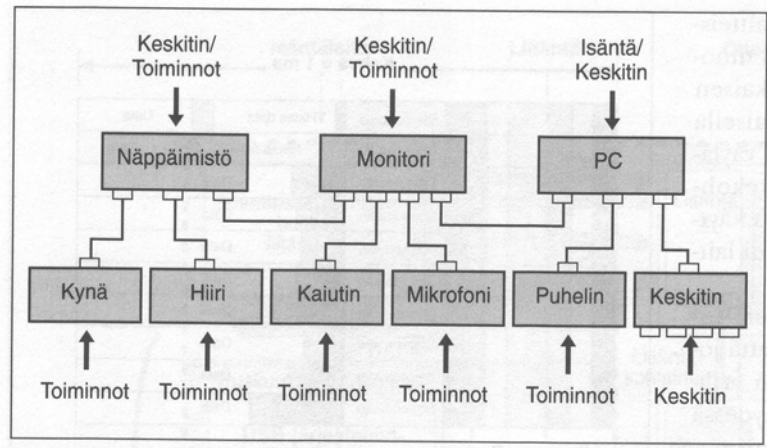 Keskitin/
Toiminnot
Keskitin/
Toiminnot
Isäntä/
Keskitin
Näppäimistö
Monitori
PC
Kynä
Hiiri
Kaiutin
Mikrofoni
Puhelin
Keskitin
Toiminnot
Toiminnot
Toiminnot
Toiminnot
Toiminnot
Keskitin